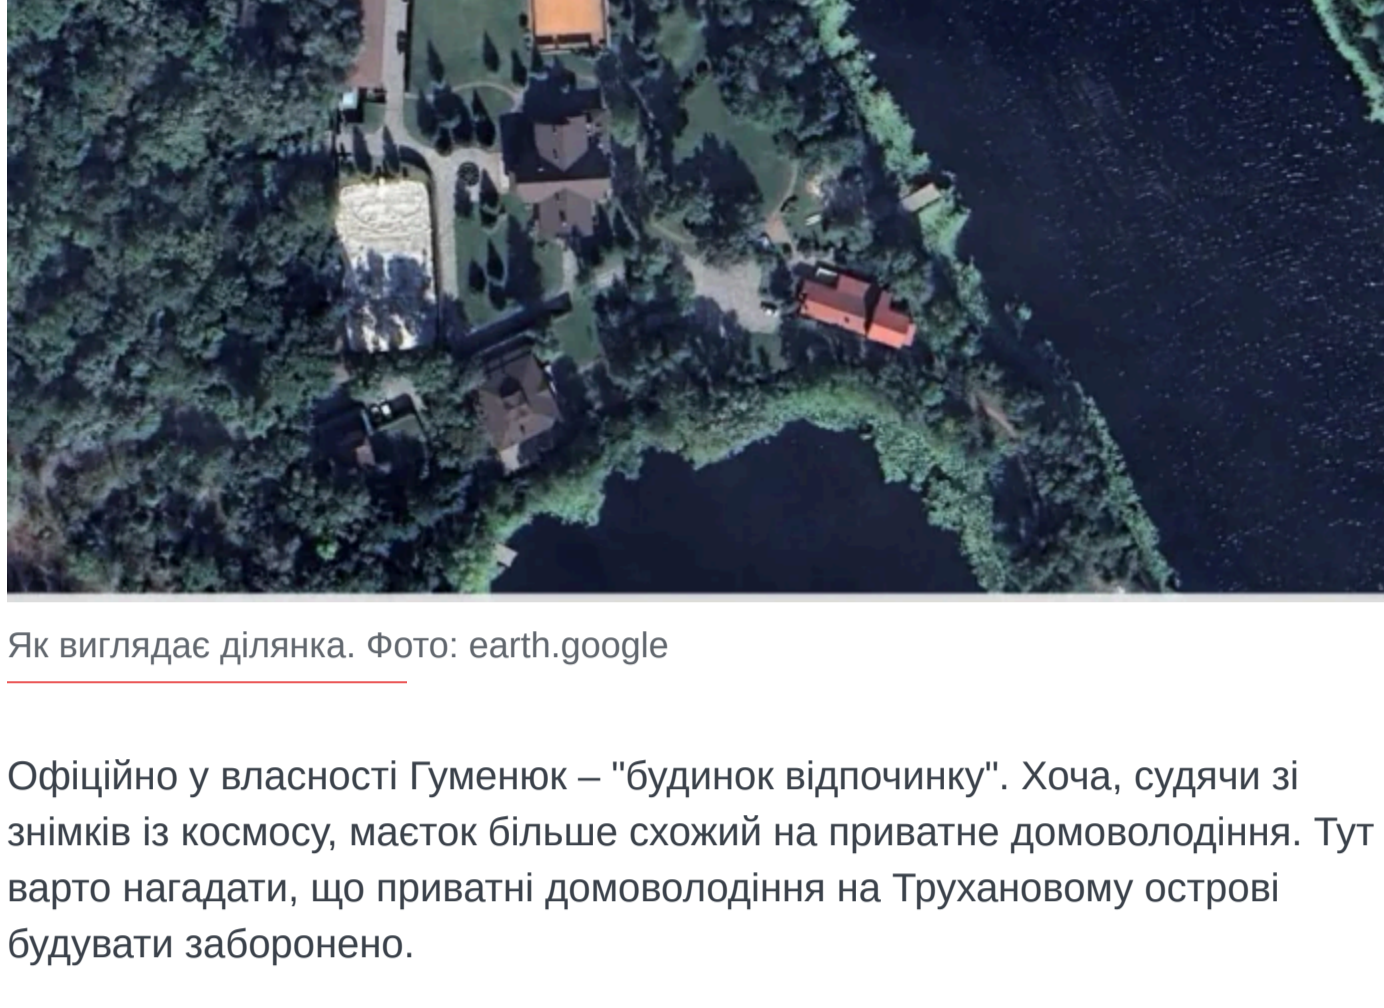 Як виглядає ділянка. Фото: earth.google
Офіційно у власності Гуменюк – "будинок відпочинку". Хоча, судячи зі
знімків із космосу, маєток більше схожий на приватне домоволодіння. Тут
варто нагадати, що приватні домоволодіння на Трухановому острові
будувати заборонено.